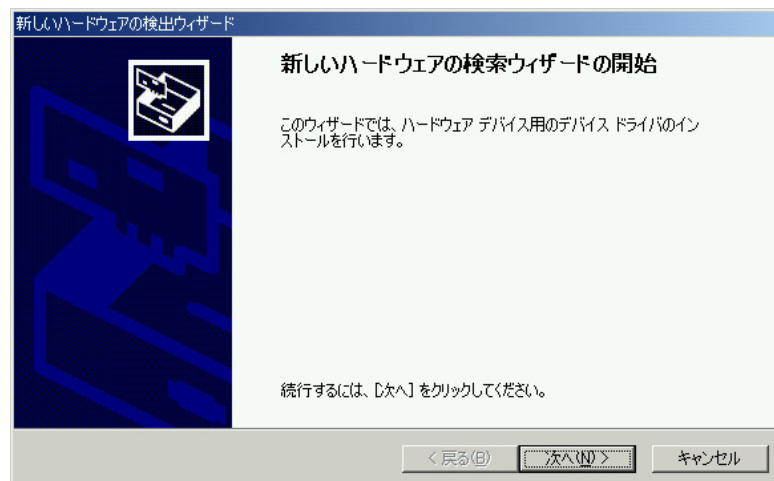 新しいハードウェアの検出ウィザード
新しいハードウェアの検索ウィザードの開始
このウィザードでは、ハードウェア デバイス用のデバイス ドライバのイン
ストールを行います。
続行するには、[次へ] をクリックしてください。
< 戻る(B)
次へ(N) >
キャンセル